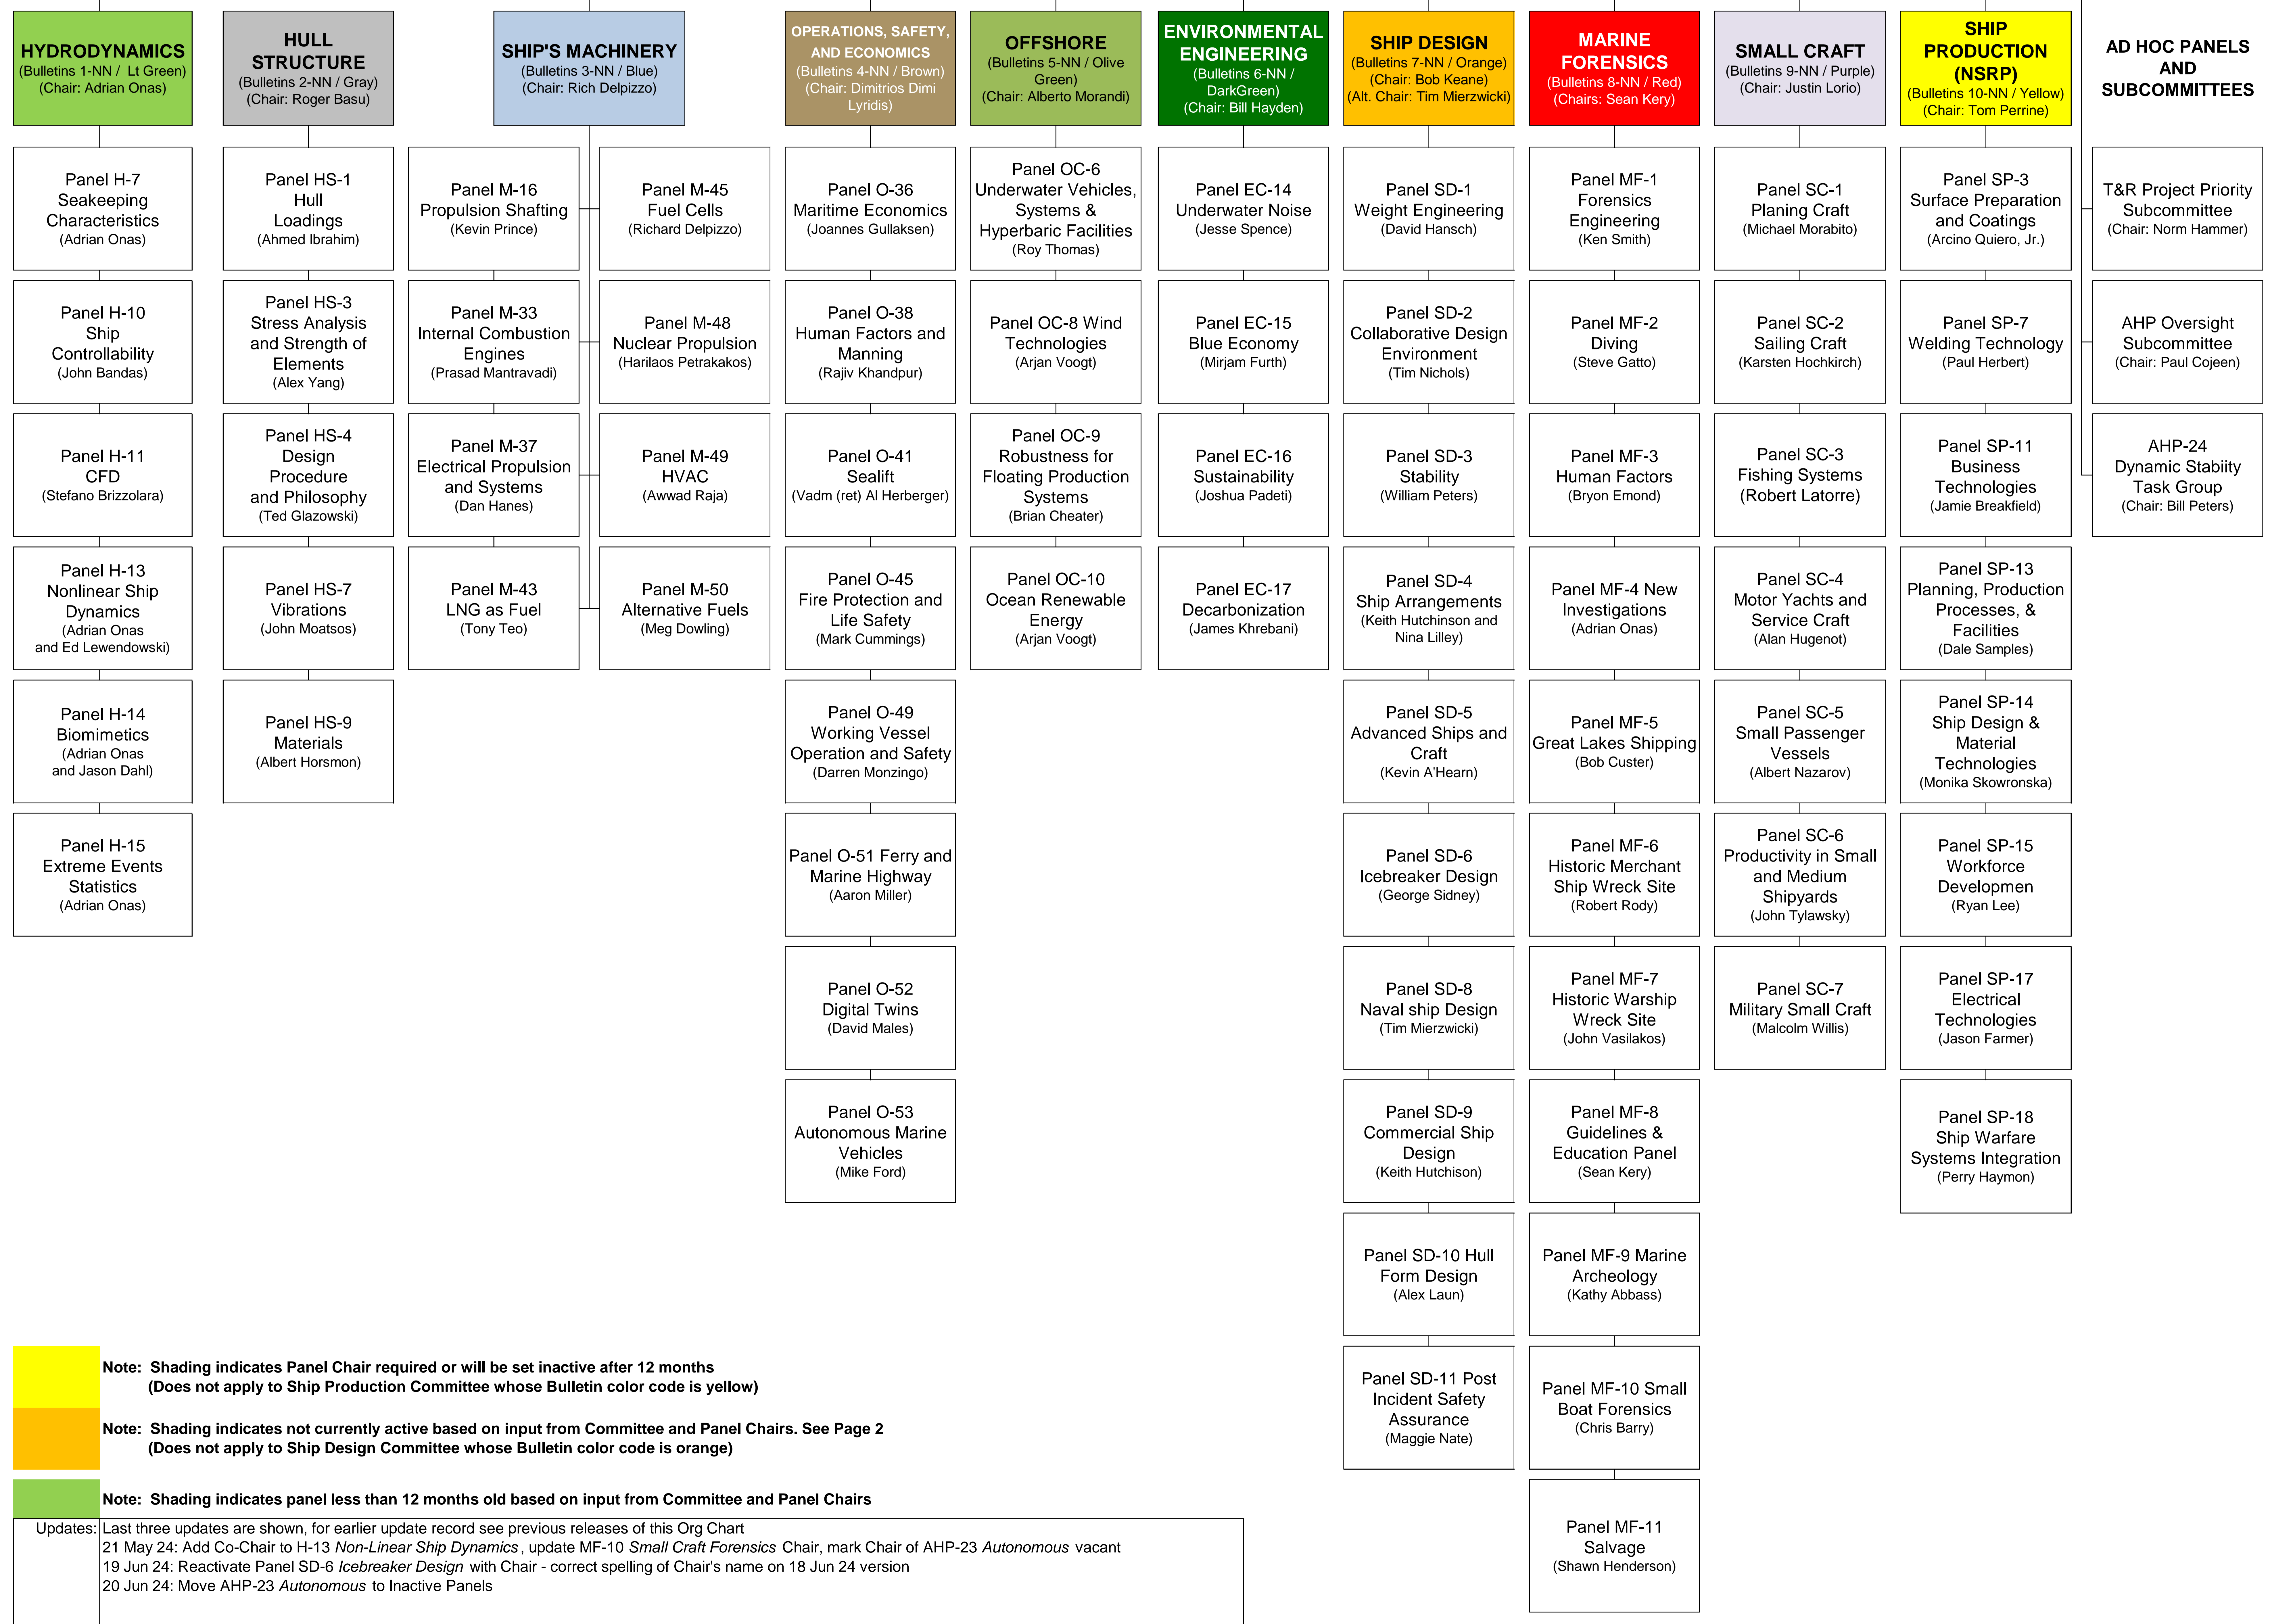 HYDRODYNAMICS
(Bulletins 1-NN / Lt Green)
(Chair: Adrian Onas)
HULL
STRUCTURE
(Bulletins 2-NN / Gray)
(Chair: Roger Basu)
SHIP'S MACHINERY
(Bulletins 3-NN / Blue)
(Chair: Rich Delpizzo)
OPERATIONS, SAFETY,
AND ECONOMICS
(Bulletins 4-NN / Brown)
(Chair: Dimitrios Dimi
Lyridis)
OFFSHORE
(Bulletins 5-NN / Olive
Green)
(Chair: Alberto Morandi)
ENVIRONMENTAL
ENGINEERING
(Bulletins 6-NN /
DarkGreen)
(Chair: Bill Hayden)
SHIP DESIGN
(Bulletins 7-NN / Orange)
(Chair: Bob Keane)
(Alt. Chair: Tim Mierzwicki)
MARINE
FORENSICS
(Bulletins 8-NN / Red)
(Chairs: Sean Kery)
SMALL CRAFT
(Bulletins 9-NN / Purple)
(Chair: Justin Lorio)
SHIP
PRODUCTION
(NSRP)
(Bulletins 10-NN / Yellow)
(Chair: Tom Perrine)
AD HOC PANELS
AND
SUBCOMMITTEES
Panel H-7
Seakeeping
Characteristics
(Adrian Onas)
Panel H-10
Ship
Controllability
(John Bandas)
Panel H-11
CFD
(Stefano Brizzolara)
Panel H-13
Nonlinear Ship
Dynamics
(Adrian Onas
and Ed Lewendowski)
Panel H-14
Biomimetics
(Adrian Onas
and Jason Dahl)
Panel H-15
Extreme Events
Statistics
(Adrian Onas)
Panel HS-1
Hull
Loadings
(Ahmed Ibrahim)
Panel HS-3
Stress Analysis
and Strength of
Elements
(Alex Yang)
Panel HS-4
Design
Procedure
and Philosophy
(Ted Glazowski)
Panel HS-7
Vibrations
(John Moatsos)
Panel HS-9
Materials
(Albert Horsmon)
Panel M-16
Propulsion Shafting
(Kevin Prince)
Panel M-33
Internal Combustion
Engines
(Prasad Mantravadi)
Panel M-37
Electrical Propulsion
and Systems
(Dan Hanes)
Panel M-43
LNG as Fuel
(Tony Teo)
Panel M-45
Fuel Cells
(Richard Delpizzo)
Panel M-48
Nuclear Propulsion
(Harilaos Petrakakos)
Panel M-49
HVAC
(Awwad Raja)
Panel M-50
Alternative Fuels
(Meg Dowling)
Panel O-36
Maritime Economics
(Joannes Gullaksen)
Panel O-38
Human Factors and
Manning
(Rajiv Khandpur)
Panel O-41
Sealift
(Vadm (ret) Al Herberger)
Panel O-45
Fire Protection and
Life Safety
(Mark Cummings)
Panel O-49
Working Vessel
Operation and Safety
(Darren Monzingo)
Panel O-51 Ferry and
Marine Highway
(Aaron Miller)
Panel O-52
Digital Twins
(David Males)
Panel O-53
Autonomous Marine
Vehicles
(Mike Ford)
Panel OC-6
Underwater Vehicles,
Systems &
Hyperbaric Facilities
(Roy Thomas)
Panel OC-8 Wind
Technologies
(Arjan Voogt)
Panel OC-9
Robustness for
Floating Production
Systems
(Brian Cheater)
Panel OC-10
Ocean Renewable
Energy
(Arjan Voogt)
Panel EC-14
Underwater Noise
(Jesse Spence)
Panel EC-15
Blue Economy
(Mirjam Furth)
Panel EC-16
Sustainability
(Joshua Padeti)
Panel EC-17
Decarbonization
(James Khrebani)
Panel SD-1
Weight Engineering
(David Hansch)
Panel SD-2
Collaborative Design
Environment
(Tim Nichols)
Panel SD-3
Stability
(William Peters)
Panel SD-4
Ship Arrangements
(Keith Hutchinson and
Nina Lilley)
Panel SD-5
Advanced Ships and
Craft
(Kevin A'Hearn)
Panel SD-6
Icebreaker Design
(George Sidney)
Panel SD-8
Naval ship Design
(Tim Mierzwicki)
Panel SD-9
Commercial Ship
Design
(Keith Hutchison)
Panel SD-10 Hull
Form Design
(Alex Laun)
Panel SD-11 Post
Incident Safety
Assurance
(Maggie Nate)
Panel MF-1
Forensics
Engineering
(Ken Smith)
Panel MF-2
Diving
(Steve Gatto)
Panel MF-3
Human Factors
(Bryon Emond)
Panel MF-4 New
Investigations
(Adrian Onas)
Panel MF-5
Great Lakes Shipping
(Bob Custer)
Panel MF-6
Historic Merchant
Ship Wreck Site
(Robert Rody)
Panel MF-7
Historic Warship
Wreck Site
(John Vasilakos)
Panel MF-8
Guidelines &
Education Panel
(Sean Kery)
Panel MF-9 Marine
Archeology
(Kathy Abbass)
Panel MF-10 Small
Boat Forensics
(Chris Barry)
Panel MF-11
Salvage
(Shawn Henderson)
Panel SC-1
Planing Craft
(Michael Morabito)
Panel SC-2
Sailing Craft
(Karsten Hochkirch)
Panel SC-3
Fishing Systems
(Robert Latorre)
Panel SC-4
Motor Yachts and
Service Craft
(Alan Hugenot)
Panel SC-5
Small Passenger
Vessels
(Albert Nazarov)
Panel SC-6
Productivity in Small
and Medium
Shipyards
(John Tylawsky)
Panel SC-7
Military Small Craft
(Malcolm Willis)
Panel SP-3
Surface Preparation
and Coatings
(Arcino Quiero, Jr.)
Panel SP-7
Welding Technology
(Paul Herbert)
Panel SP-11
Business
Technologies
(Jamie Breakfield)
Panel SP-13
Planning, Production
Processes, &
Facilities
(Dale Samples)
Panel SP-14
Ship Design &
Material
Technologies
(Monika Skowronska)
Panel SP-15
Workforce
Developmen
(Ryan Lee)
Panel SP-17
Electrical
Technologies
(Jason Farmer)
Panel SP-18
Ship Warfare
Systems Integration
(Perry Haymon)
T&R Project Priority
Subcommittee
(Chair: Norm Hammer)
AHP Oversight
Subcommittee
(Chair: Paul Cojeen)
AHP-24
Dynamic Stabiity
Task Group
(Chair: Bill Peters)
Note: Shading indicates Panel Chair required or will be set inactive after 12 months
(Does not apply to Ship Production Committee whose Bulletin color code is yellow)
Note: Shading indicates not currently active based on input from Committee and Panel Chairs. See Page 2
(Does not apply to Ship Design Committee whose Bulletin color code is orange)
Note: Shading indicates panel less than 12 months old based on input from Committee and Panel Chairs
Updates: Last three updates are shown, for earlier update record see previous releases of this Org Chart
21 May 24: Add Co-Chair to H-13 Non-Linear Ship Dynamics, update MF-10 Small Craft Forensics Chair, mark Chair of AHP-23 Autonomous vacant
19 Jun 24: Reactivate Panel SD-6 Icebreaker Design with Chair - correct spelling of Chair's name on 18 Jun 24 version
20 Jun 24: Move AHP-23 Autonomous to Inactive Panels